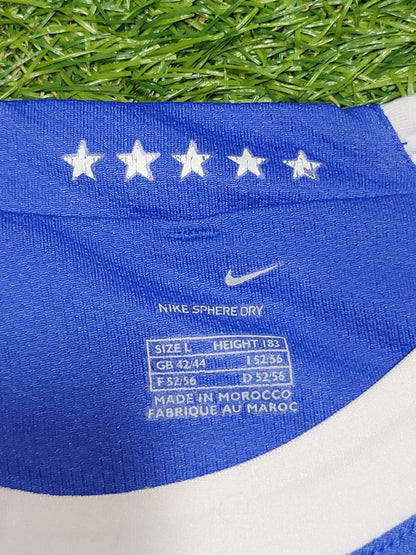 NIKE SPHERE DRY
SIZE L HEIGHT 183
GB 42/44 I 52/56
F 52/56 D 52/56
MADE IN MOROCCO
FABRIQUE AU MAROC